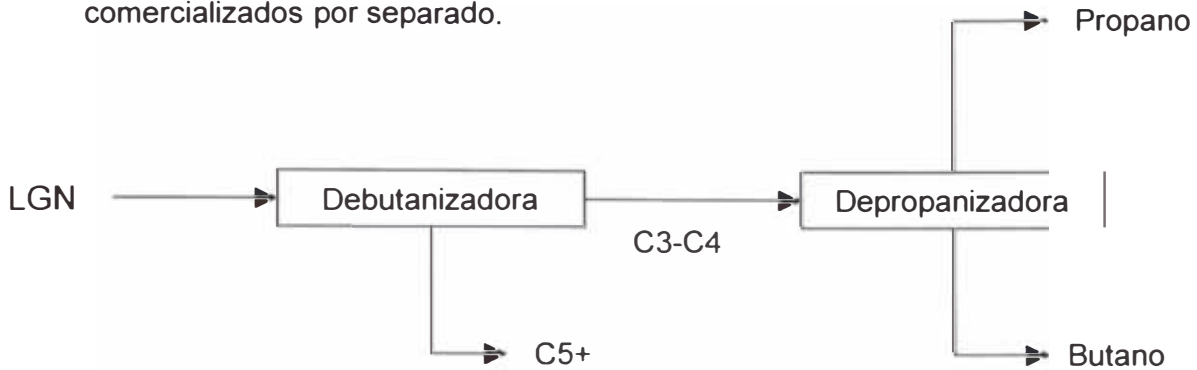 comercializados por separado.
Propano
LGN
Debutanizadora
Depropanizadora
C3-C4
C5+
Butano